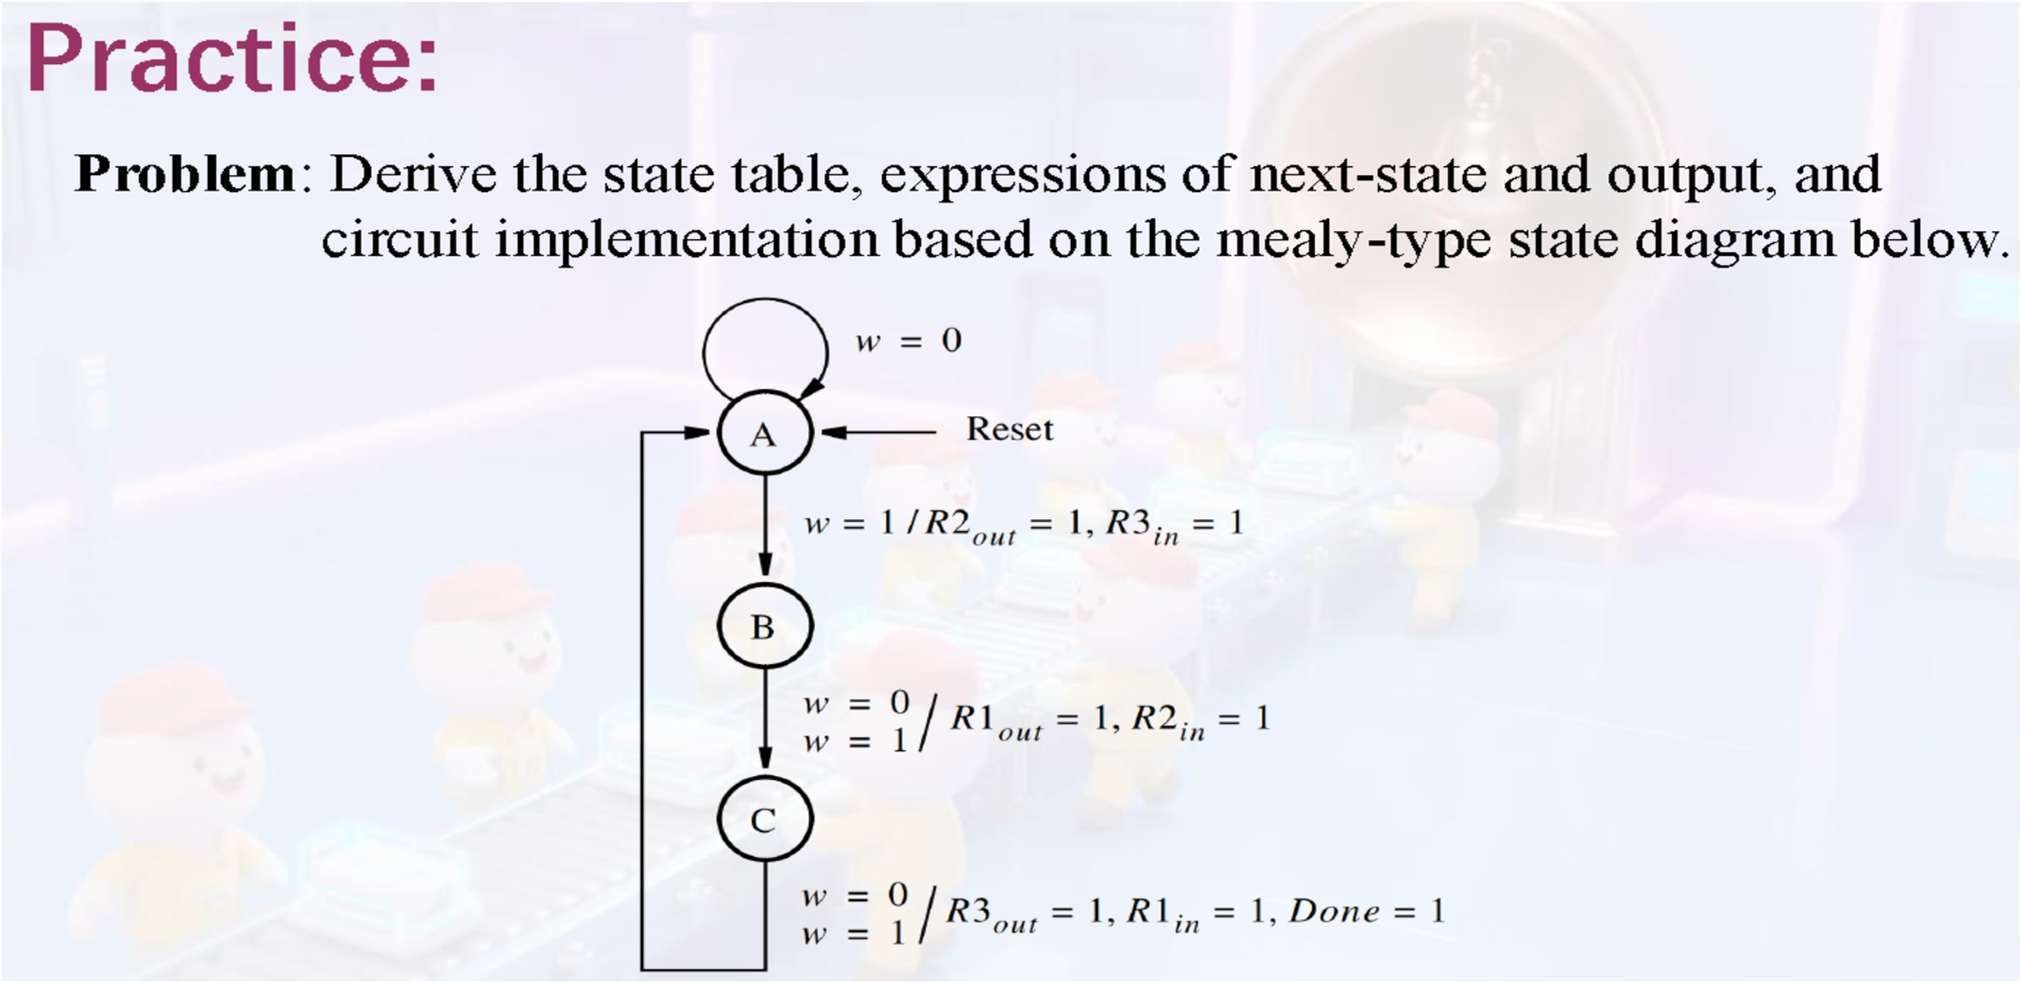 Practice:
Problem: Derive the state table, expressions of next-state and output, and
circuit implementation based on the mealy-type state diagram below.
w = 0
A
Reset
w = 1 / R2out = 1, R3in = 1
B
w = 0
w = 1 / R1out = 1, R2in = 1
C
w = 0
w = 1 / R3out = 1, R1in = 1, Done = 1